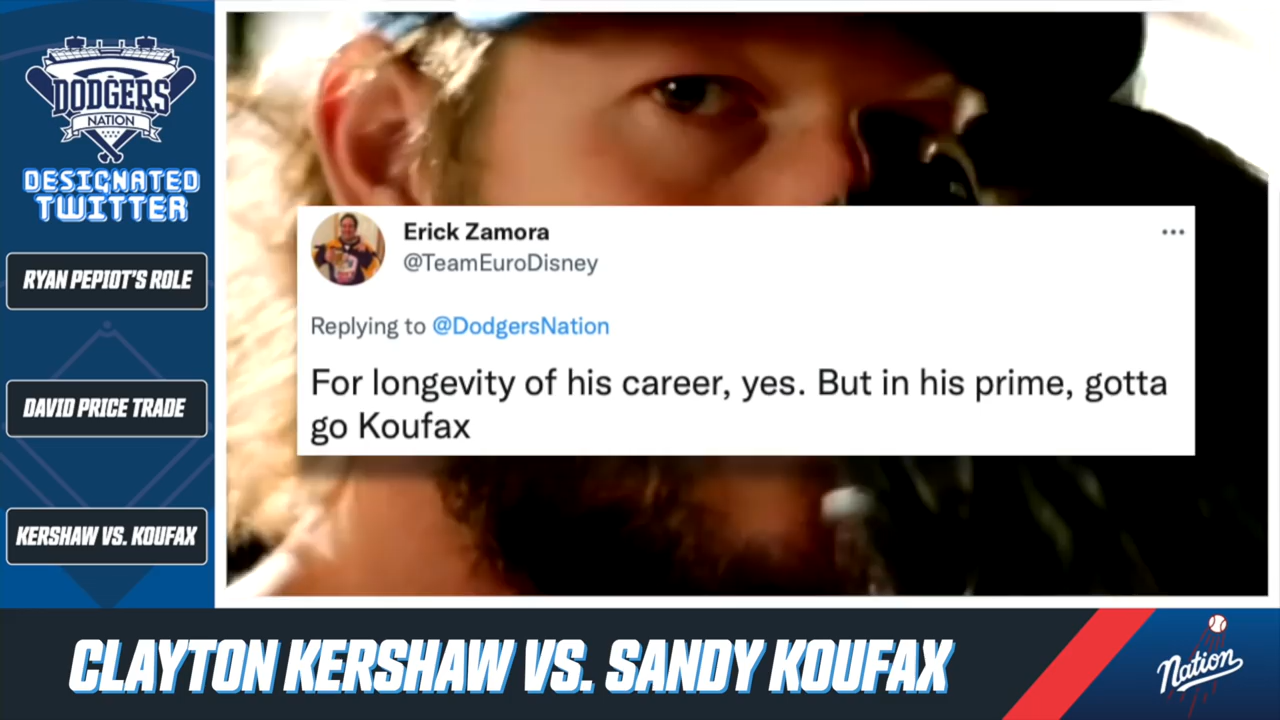 DODGERS
NATION
DESIGNATED
TWITTER
RYAN PEPIOT'S ROLE
DAVID PRICE TRADE
KERSHAW VS. KOUFAX
Erick Zamora
@TeamEuroDisney
Replying to @DodgersNation
For longevity of his career, yes. But in his prime, gotta
go Koufax
CLAYTON KERSHAW VS. SANDY KOUFAX
Nation